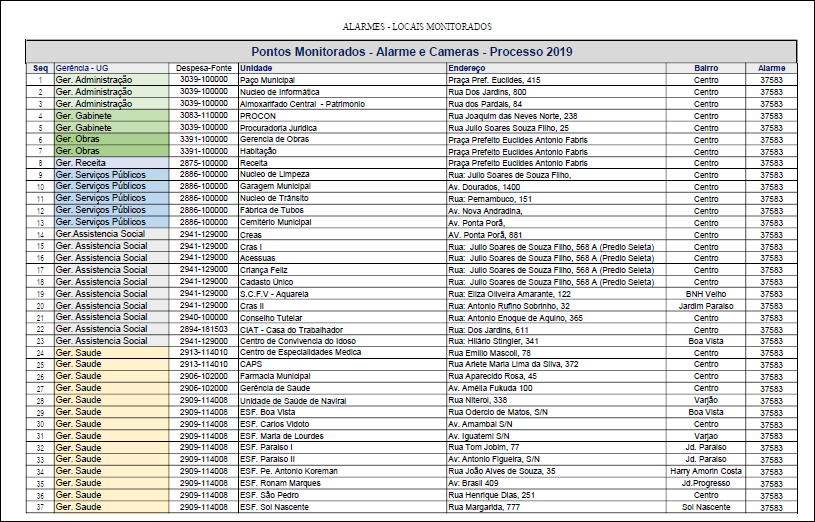 ALARMES - LOCAIS MONITORADOS
Pontos Monitorados - Alarme e Cameras - Processo 2019
Seq Gerência - UG Despesa-Fonte Unidade Endereço Bairro Alarme
1 Ger. Administração 3039-100000 Paço Municipal Praça Pref. Euclides, 415 Centro 37583
2 Ger. Administração 3039-100000 Nucleo de Informática Rua Dos Jardins, 800 Centro 37583
3 Ger. Administração 3039-100000 Almoxarifado Central - Patrimonio Rua dos Pardais, 84 Centro 37583
4 Ger. Gabinete 3083-110000 PROCON Rua Joaquim das Neves Norte, 238 Centro 37583
5 Ger. Gabinete 3039-100000 Procuradoria Juridica Rua Julio Soares Souza Filho, 25 Centro 37583
6 Ger. Obras 3391-100000 Gerencia de Obras Praça Prefeito Euclides Antonio Fabris Centro 37583
7 Ger. Obras 3391-100000 Habitação Praça Prefeito Euclides Antonio Fabris Centro 37583
8 Ger. Receita 2875-100000 Receita Praça Prefeito Euclides Antonio Fabris Centro 37583
9 Ger. Serviços Públicos 2886-100000 Nucleo de Limpeza Rua: Julio Soares de Souza Filho, Centro 37583
10 Ger. Serviços Públicos 2886-100000 Garagem Municipal Av. Dourados, 1400 Centro 37583
11 Ger. Serviços Públicos 2886-100000 Nucleo de Trânsito Rua: Pernambuco, 151 Centro 37583
12 Ger. Serviços Públicos 2886-100000 Fábrica de Tubos Av. Nova Andradina, Centro 37583
13 Ger. Serviços Públicos 2886-100000 Cemitério Municipal Av. Ponta Porã, Centro 37583
14 Ger.Assistencia Social 2941-129000 Creas AV. Ponta Porã, 881 Centro 37583
15 Ger. Assistencia Social 2941-129000 Cras I Rua: Julio Soares de Souza Filho, 568 A (Predio Seleta) Centro 37583
16 Ger. Assistencia Social 2941-129000 Acessuas Rua: Julio Soares de Souza Filho, 568 A (Predio Seleta) Centro 37583
17 Ger. Assistencia Social 2941-129000 Criança Feliz Rua: Julio Soares de Souza Filho, 568 A (Predio Seleta) Centro 37583
18 Ger. Assistencia Social 2941-129000 Cadastro Único Rua: Julio Soares de Souza Filho, 568 A (Predio Seleta) Centro 37583
19 Ger. Assistencia Social 2941-129000 S.C.F.V - Aquarela Rua: Eliza Oliveira Amarante, 122 BNH Velho 37583
20 Ger. Assistencia Social 2941-129000 Cras II Rua: Antonio Rufino Sobrinho, 32 Jardim Paraiso 37583
21 Ger. Assistencia Social 2940-100000 Conselho Tutelar Rua: Antonio Enoque de Aquino, 365 Centro 37583
22 Ger. Assistencia Social 2894-181503 CIAT - Casa do Trabalhador Rua: Dos Jardins, 611 Centro 37583
23 Ger. Assistencia Social 2941-129000 Centro de Convivencia do Idoso Rua: Hilário Stingler, 341 Boa Vista 37583
24 Ger. Saude 2913-114010 Centro de Especialidades Medica Rua Emilio Mascoli, 78 Centro 37583
25 Ger. Saude 2913-114010 CAPS Rua Arlete Maria Lima da Silva, 372 Centro 37583
26 Ger. Saude 2906-102000 Farmacia Municipal Rua Aparecido Rosa, 45 Centro 37583
27 Ger. Saude 2906-102000 Gerência de Saude Av. Amélia Fukuda 100 Centro 37583
28 Ger. Saude 2909-114008 Unidade de Saúde de Naviraí Rua Niteroi, 338 Varjão 37583
29 Ger. Saude 2909-114008 ESF. Boa Vista Rua Odercio de Matos, S/N Boa Vista 37583
30 Ger. Saude 2909-114008 ESF. Carlos Vidoto Av. Amambai S/N Centro 37583
31 Ger. Saude 2909-114008 ESF. Maria de Lourdes Av. Iguatemi S/N Varjao 37583
32 Ger. Saude 2909-114008 ESF. Paraiso I Rua Tom Jobim, 77 Jd. Paraiso 37583
33 Ger. Saude 2909-114008 ESF. Paraiso II Av: Antonio Figueira, S/N Jd. Paraiso 37583
34 Ger. Saude 2909-114008 ESF. Pe. Antonio Koreman Rua João Alves de Souza, 35 Harry Amorin Costa 37583
35 Ger. Saude 2909-114008 ESF. Ronam Marques Av: Brasil 409 Jd.Progresso 37583
36 Ger. Saude 2909-114008 ESF. São Pedro Rua Henrique Dias, 251 Centro 37583
37 Ger. Saude 2909-114008 ESF. Sol Nascente Rua Margarida, 777 Sol Nascente 37583